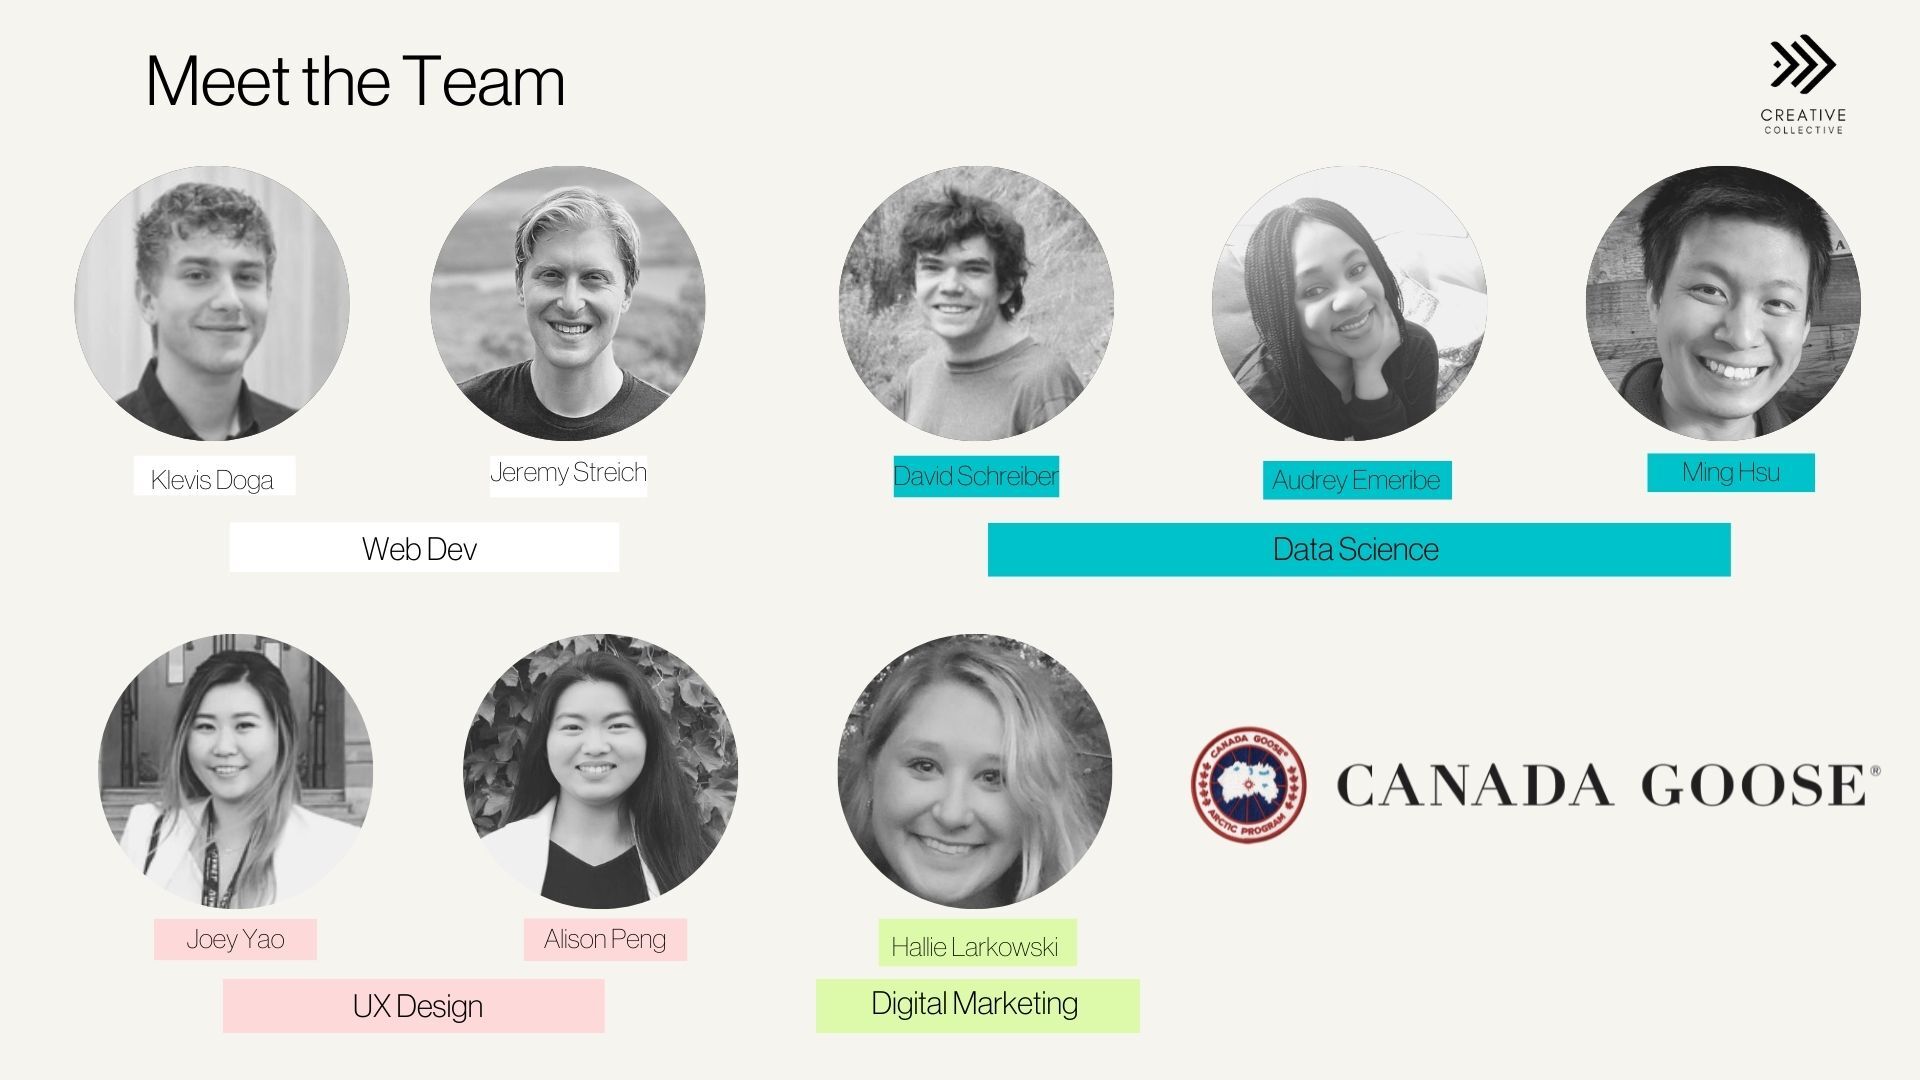 Meet the Team
CREATIVE
COLLECTIVE
A
Klevis Doga
Jeremy Streich
David Schreiber
Audrey Emeribe
Ming Hsu
Web Dev
Data Science
CANADA GOOSE®
ARCTIC PROGRAM
CANADA GOOSE®
Joey Yao
Alison Peng
Hallie Larkowski
UX Design
Digital Marketing